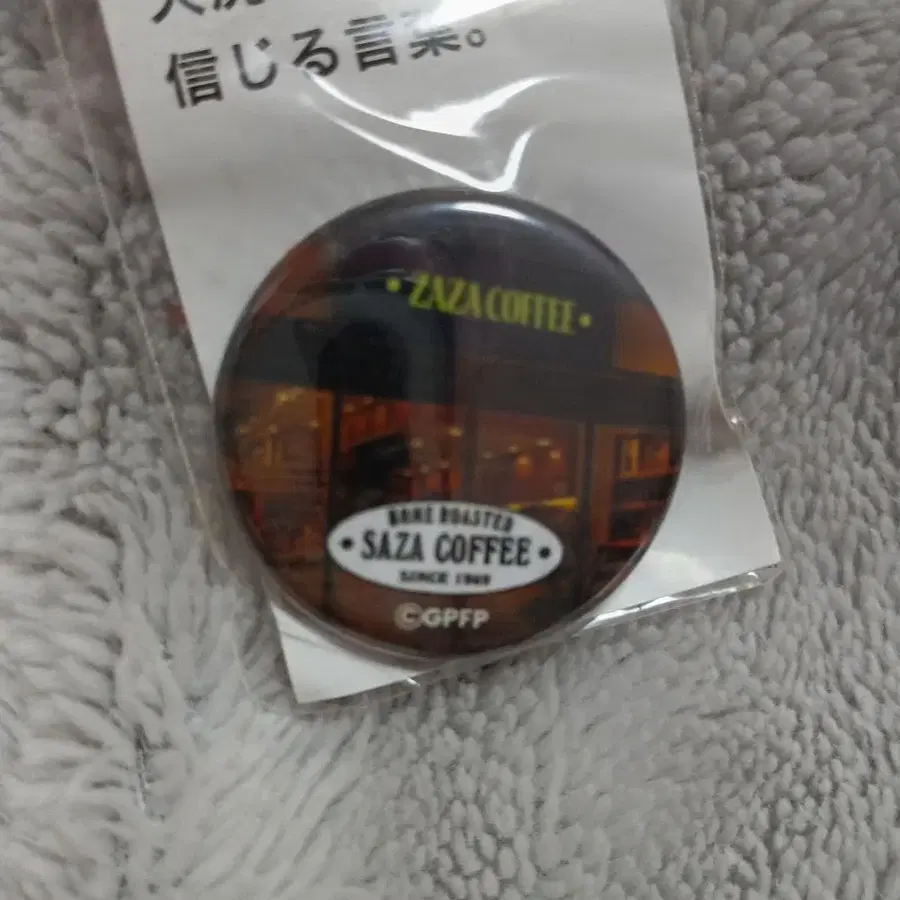 信じる言葉。
• ZAZA COFFEE •
HOME ROASTED
• SAZA COFFEE •
SINCE 1969
©GPFP